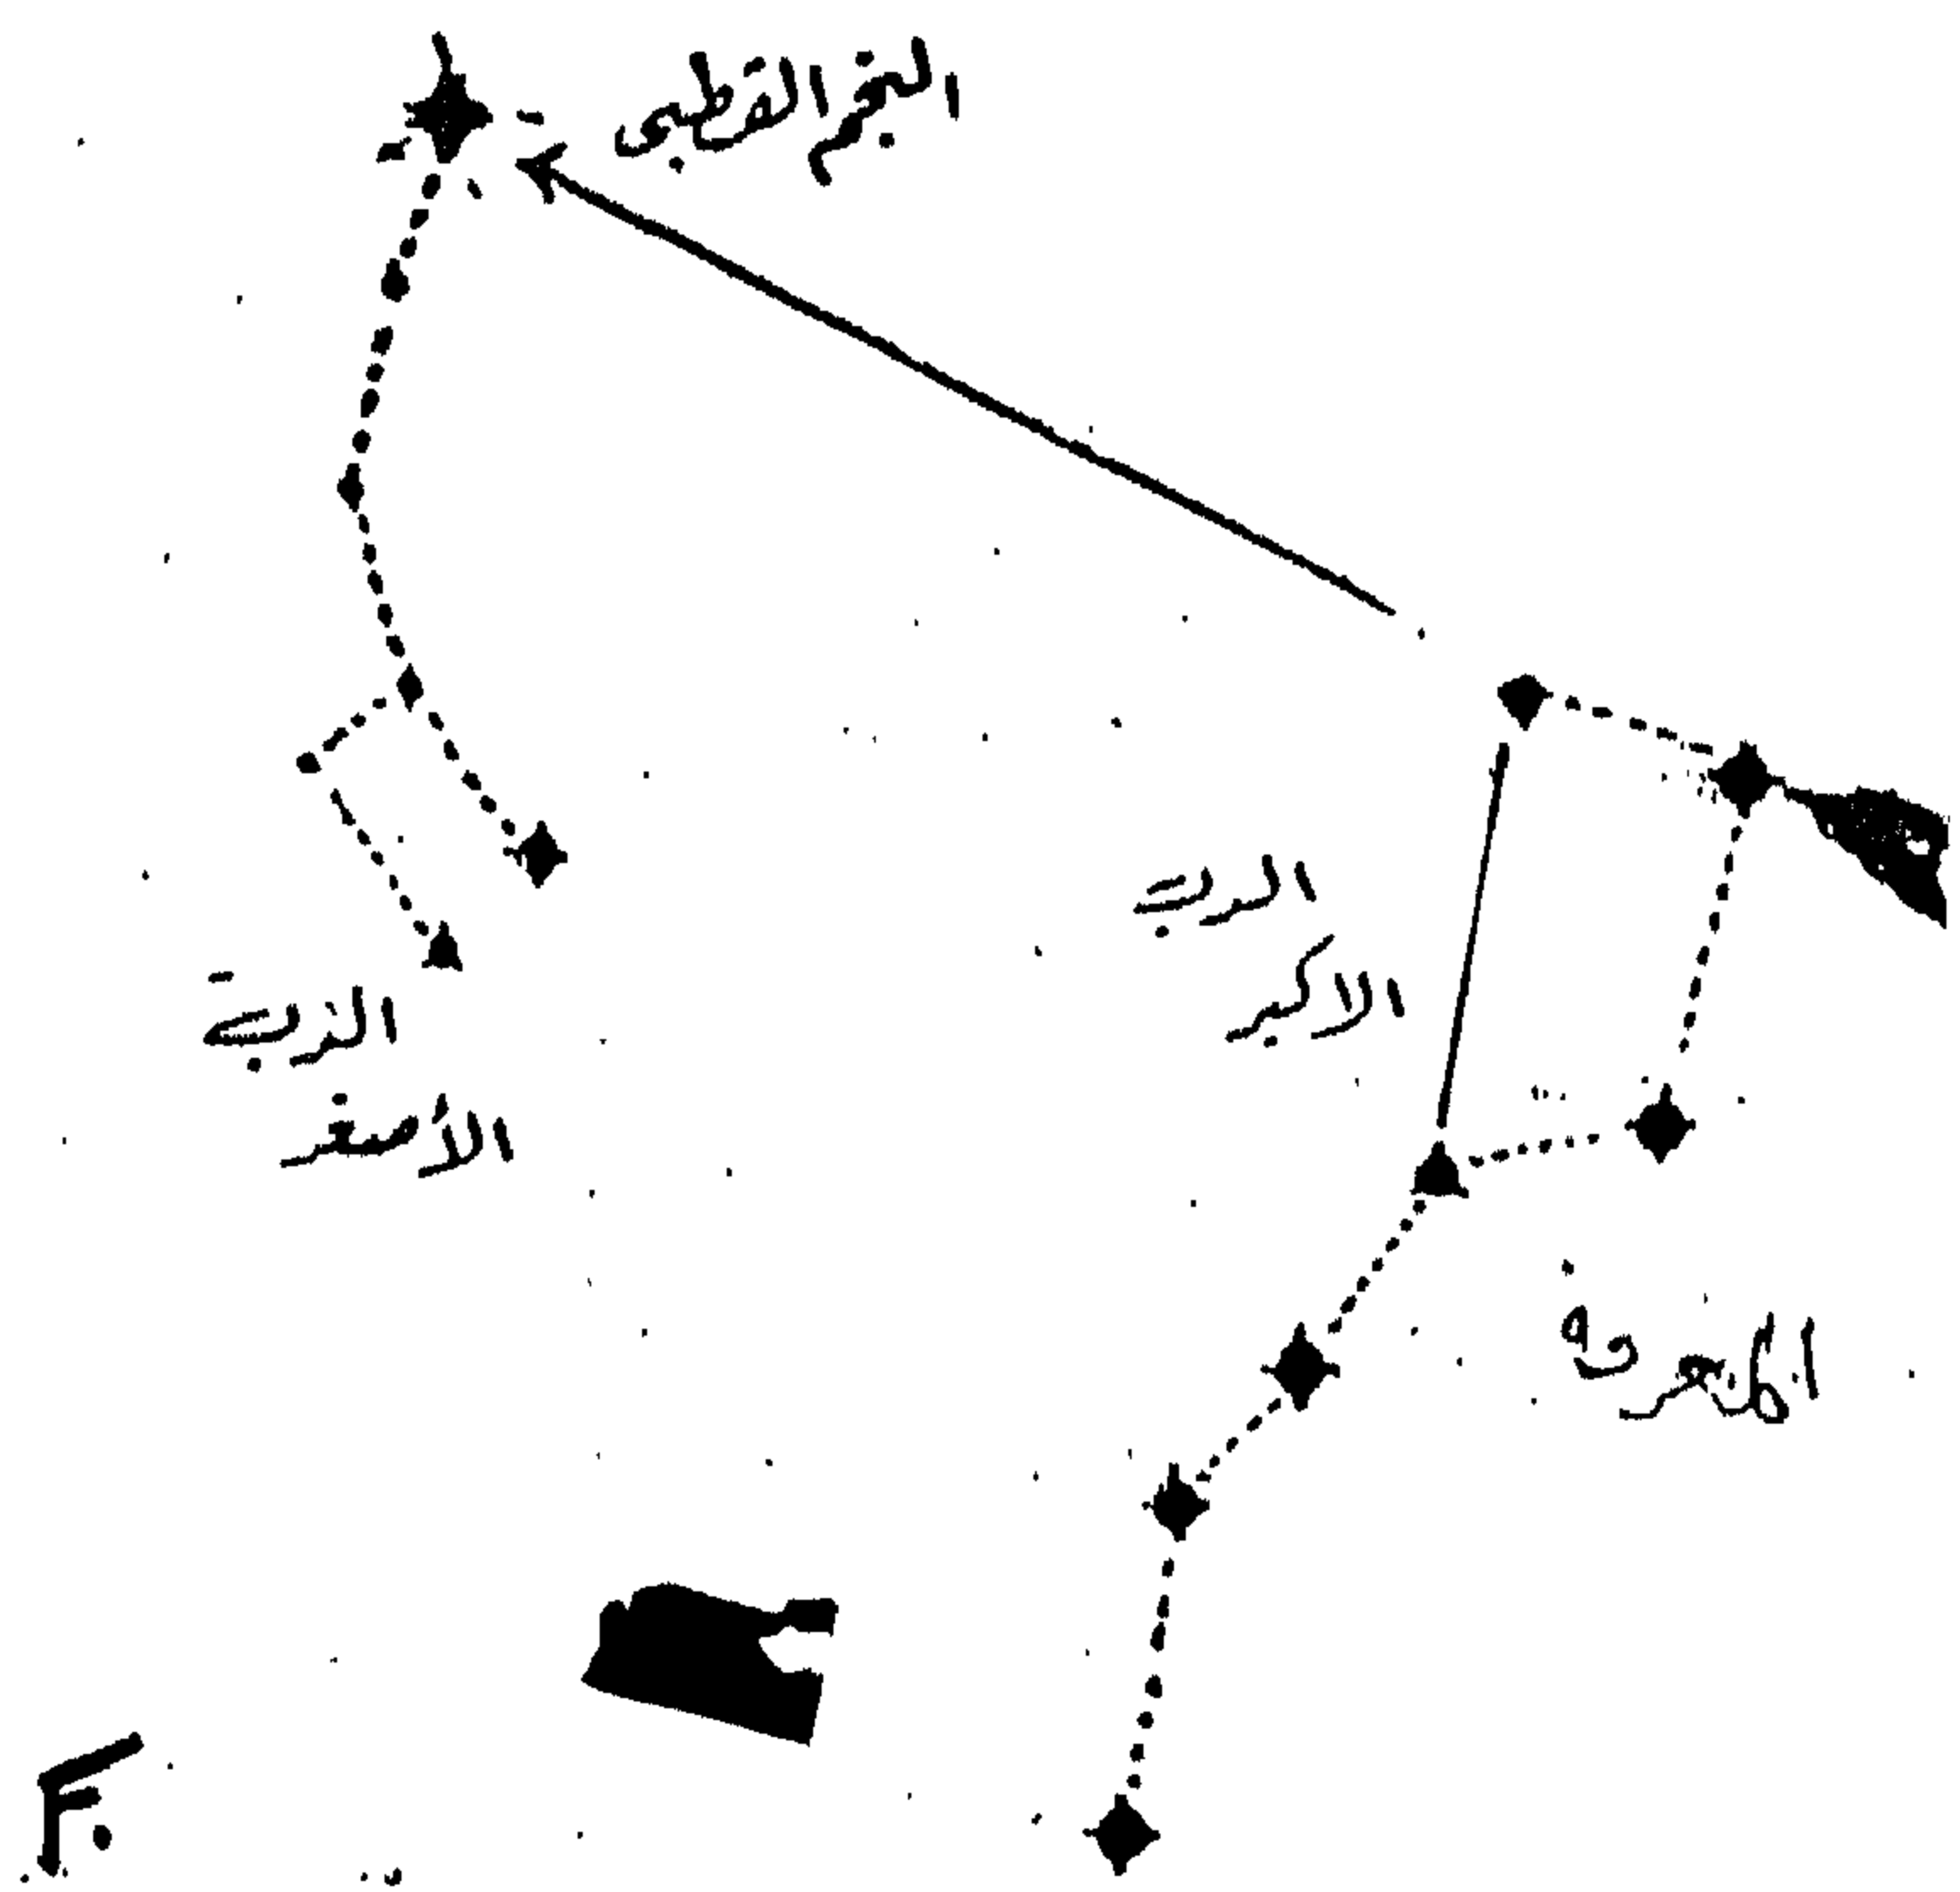 النجم القطبى
الدب
الاكبر
الدب
الأصغر
المغرفة